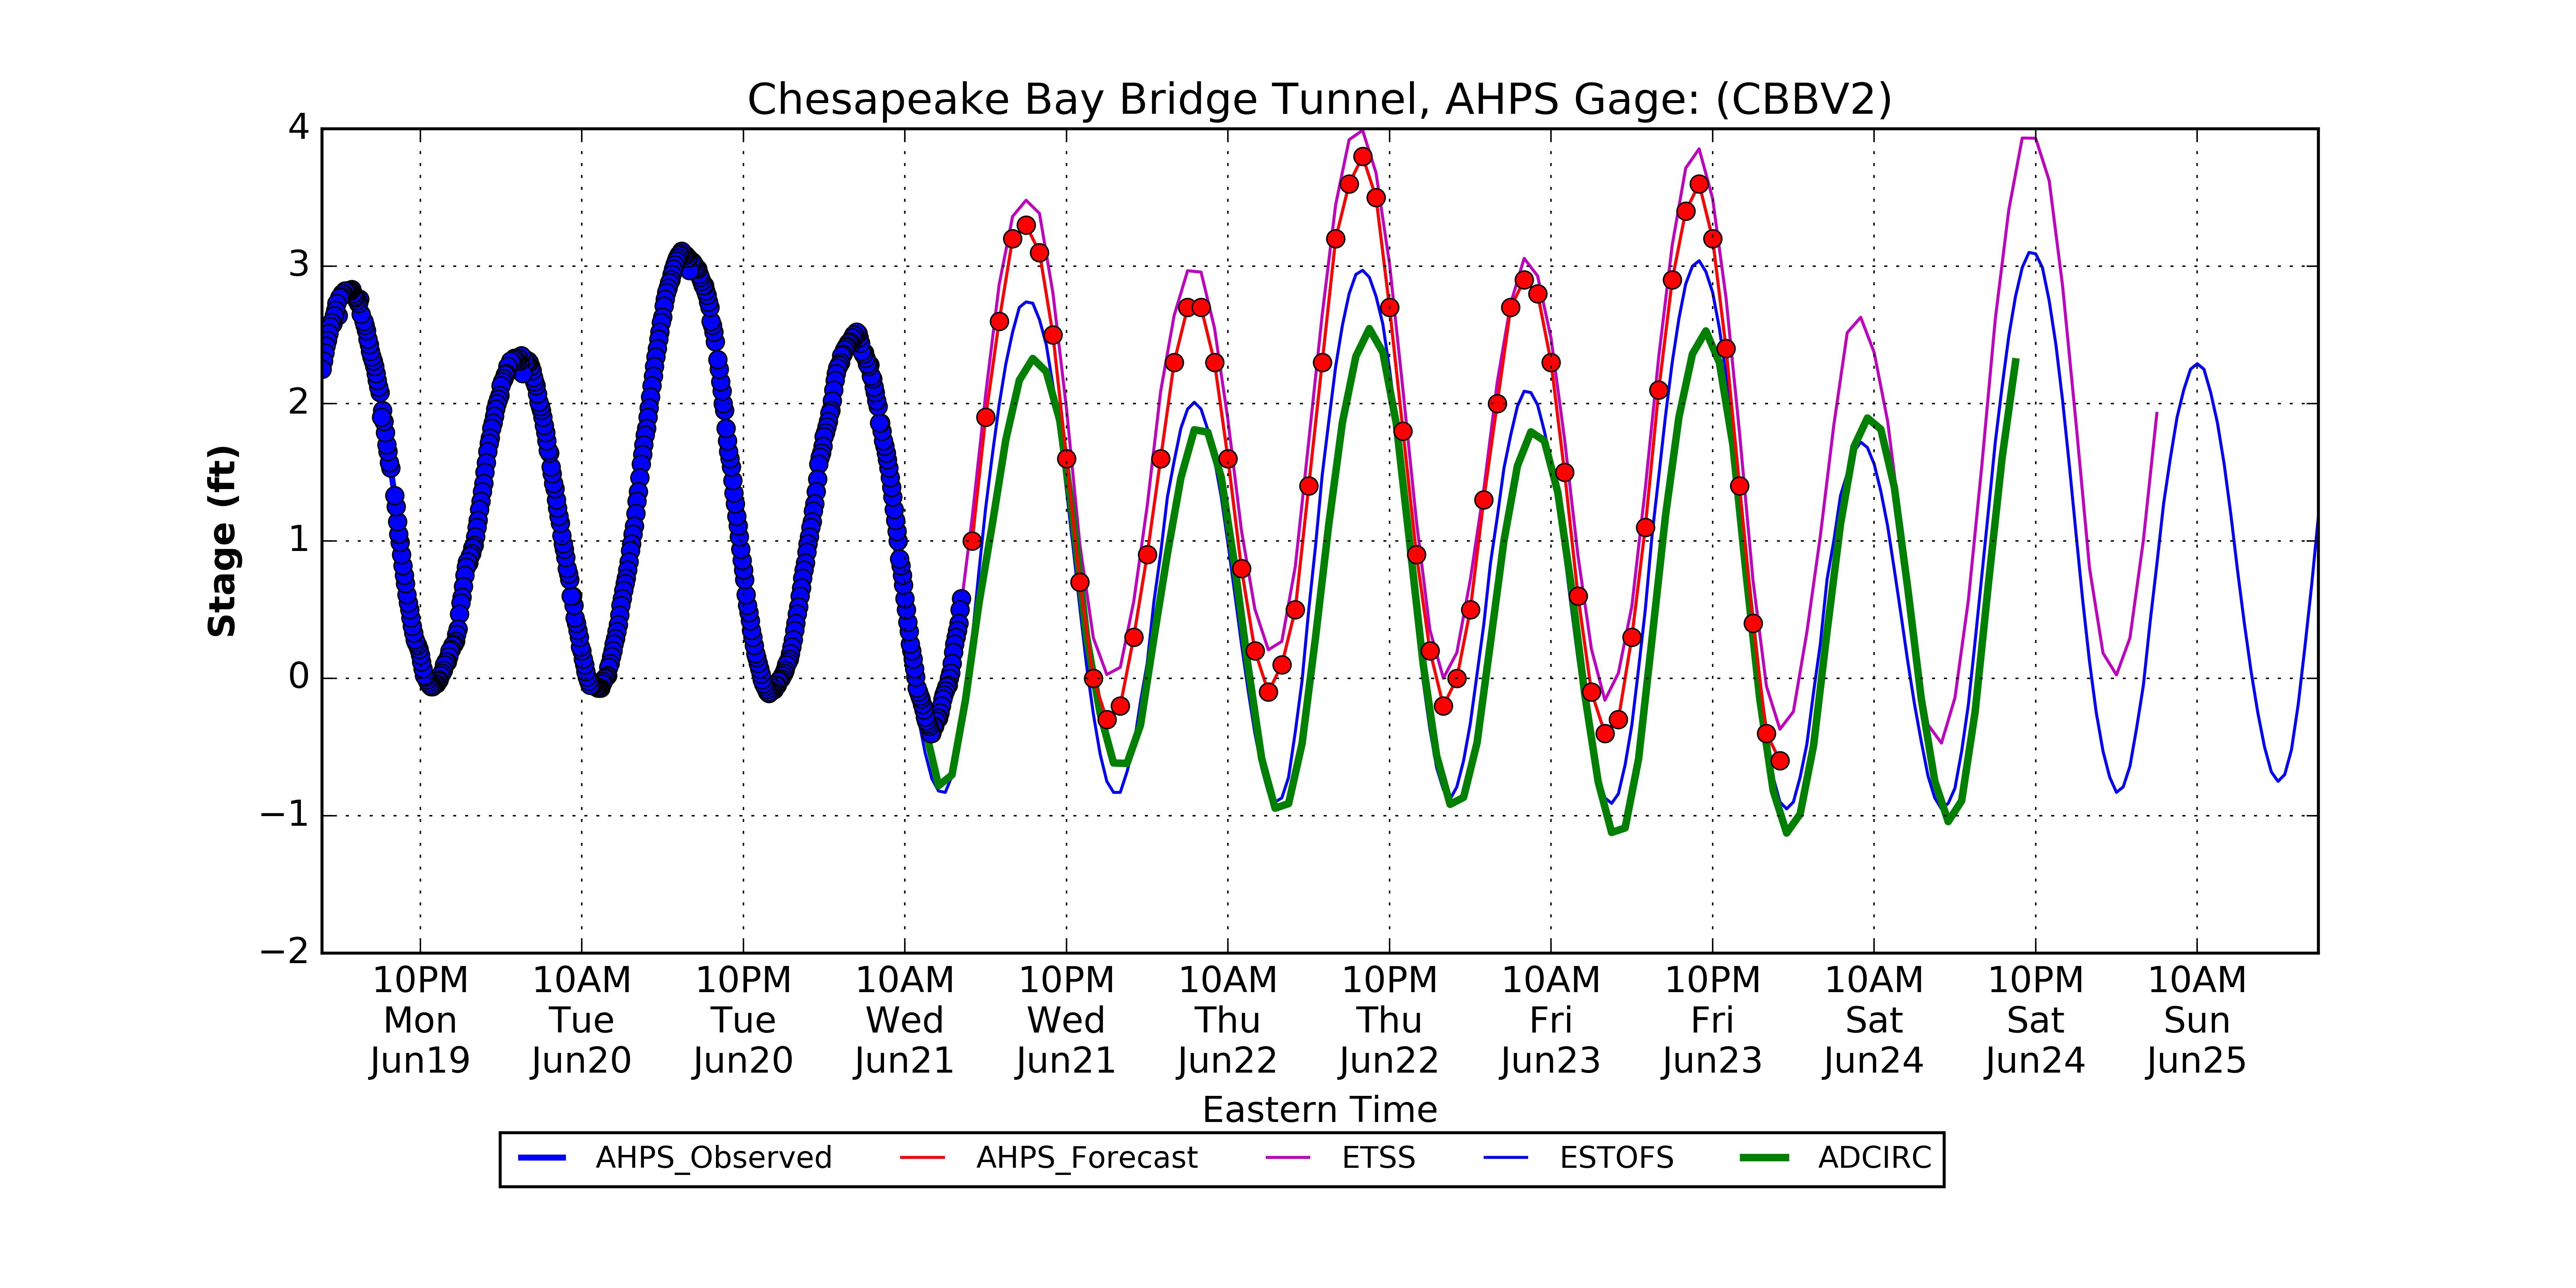 Chesapeake Bay Bridge Tunnel, AHPS Gage: (CBBV2)
4
3
2
1
0
−1
−2
Stage (ft)
10PM 10AM 10PM 10AM 10PM 10AM 10PM 10AM 10PM 10AM 10PM 10AM
Mon Tue Tue Wed Wed Thu Thu Fri Fri Sat Sat Sun
Jun19 Jun20 Jun20 Jun21 Jun21 Jun22 Jun22 Jun23 Jun23 Jun24 Jun24 Jun25
Eastern Time
AHPS_Observed AHPS_Forecast ETSS ESTOFS ADCIRC